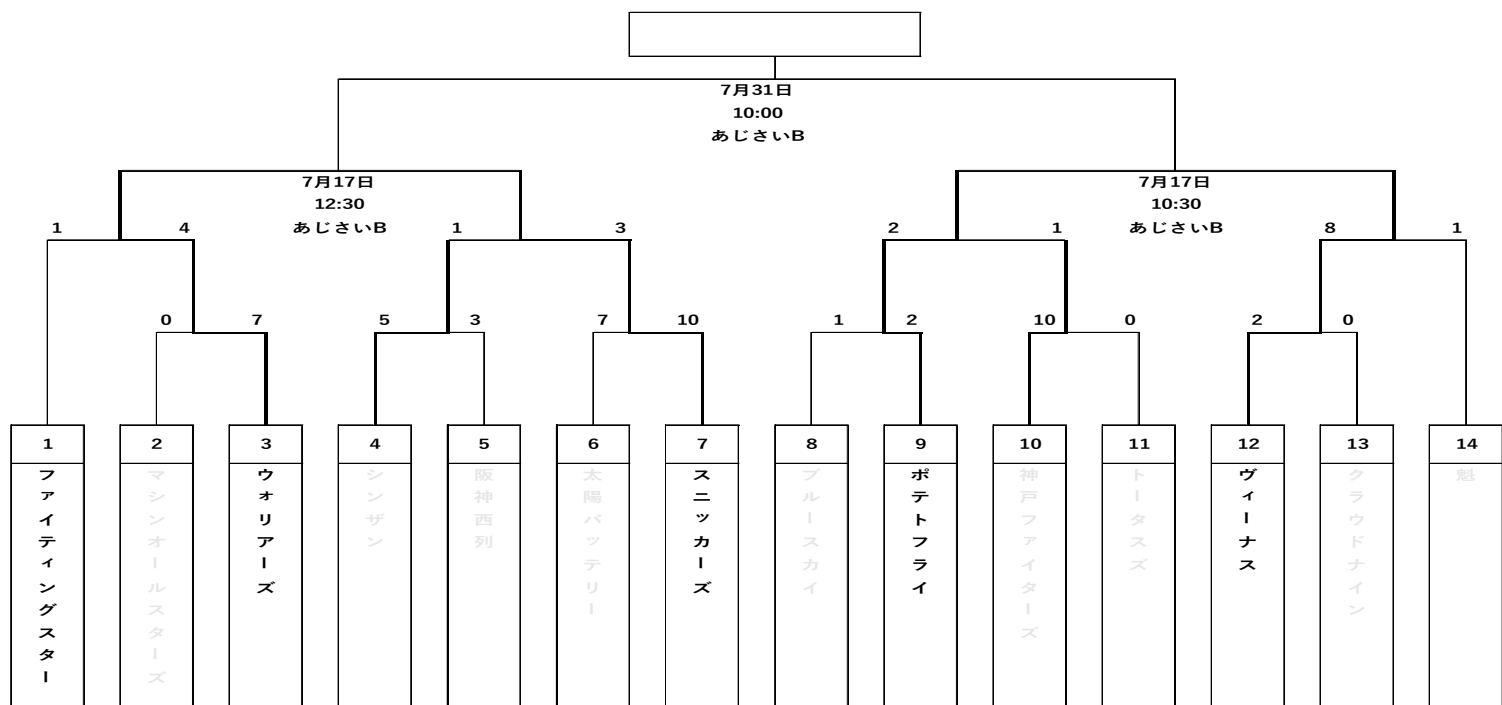 7月31日
10:00
あじさいB
7月17日
12:30
あじさいB
7月17日
10:30
あじさいB
1 4 1 3 2 1 8 1
0 7 5 3 7 10 1 2 10 0 2 0
1 2 3 4 5 6 7 8 9 10 11 12 13 14
ファイティングスター
マシンオールスターズ
ウォリアーズ
シンザン
阪神西列
太陽バッテリー
スニッカーズ
ブルースカイ
ポテトフライ
神戸ファイターズ
トータスズ
ヴィーナス
クラウドナイン
魁